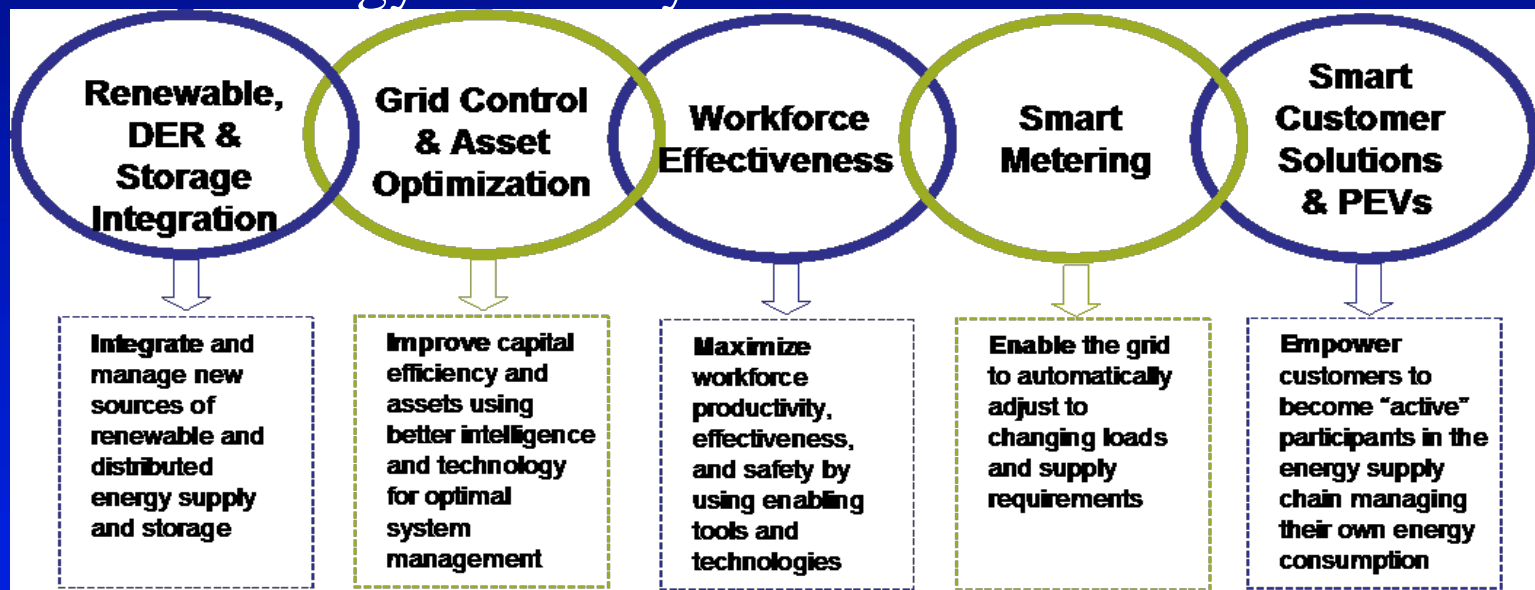 Renewable,
DER &
Storage
Integration
Grid Control
& Asset
Optimization
Workforce
Effectiveness
Smart
Metering
Smart
Customer
Solutions
& PEVs
Integrate and
manage new
sources of
renewable and
distributed
energy supply
and storage
Improve capital
efficiency and
assets using
better intelligence
and technology
for optimal
system
management
Maximize
workforce
productivity,
effectiveness,
and safety by
using enabling
tools and
technologies
Enable the grid
to automatically
adjust to
changing loads
and supply
requirements
Empower
customers to
become “active”
participants in the
energy supply
chain managing
their own energy
consumption